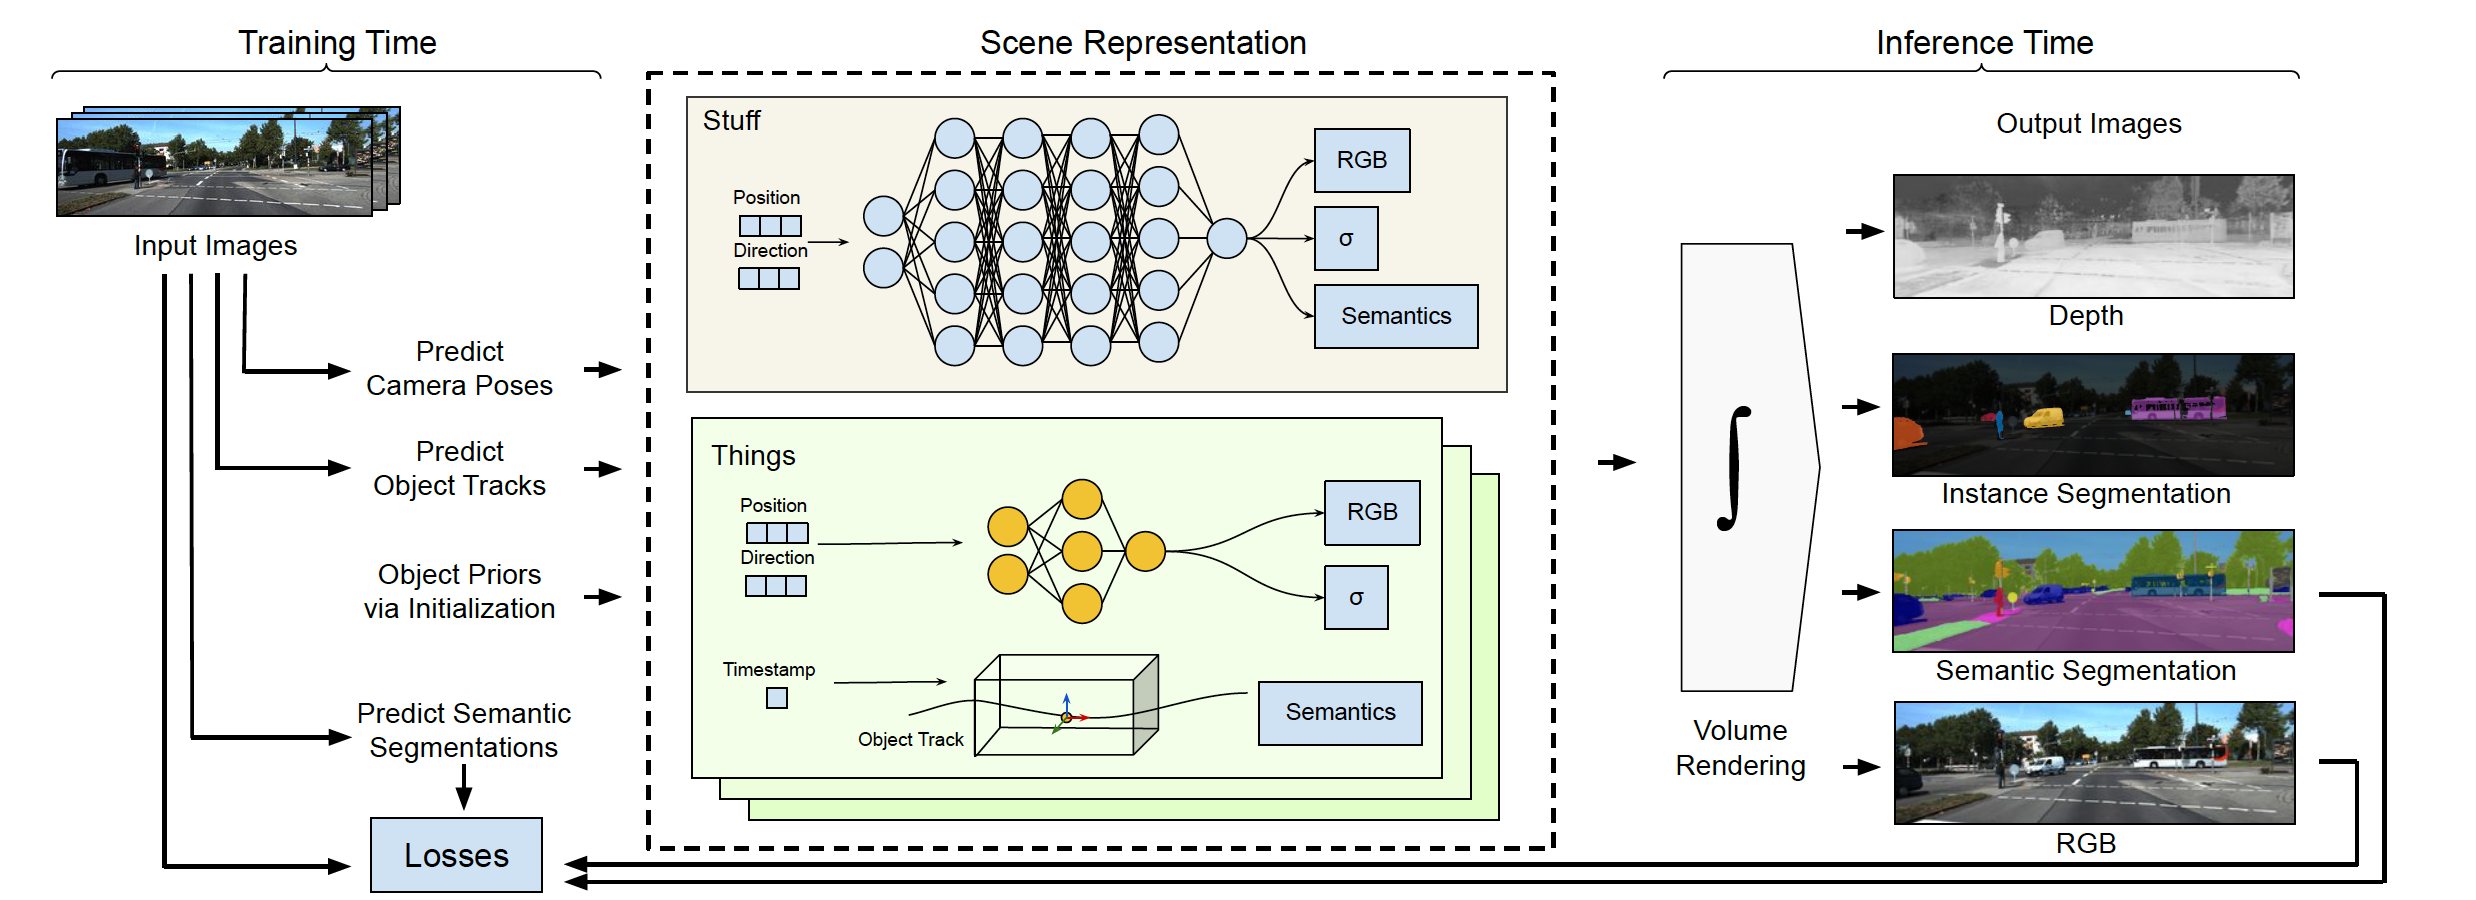 Training Time
Scene Representation
Inference Time
Input Images
Predict
Camera Poses
Predict
Object Tracks
Object Priors
via Initialization
Predict Semantic
Segmentations
Losses
Stuff
Position
Direction
RGB
σ
Semantics
Things
Position
Direction
RGB
σ
Timestamp
Object Track
Semantics
∫
Volume
Rendering
Output Images
Depth
Instance Segmentation
Semantic Segmentation
RGB